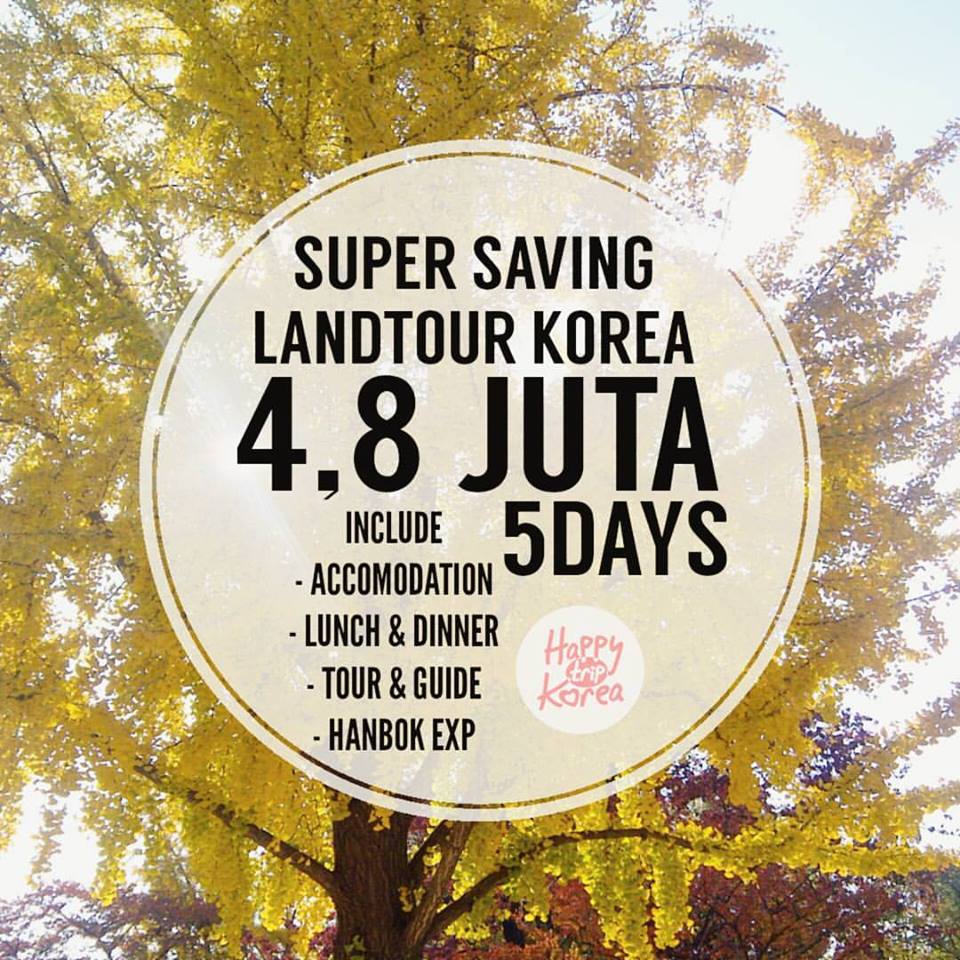 SUPER SAVING
LANDTOUR KOREA
4,8 JUTA
5DAYS
INCLUDE
- ACCOMODATION
- LUNCH & DINNER
- TOUR & GUIDE
- HANBOK EXP
Happy
trip
Korea